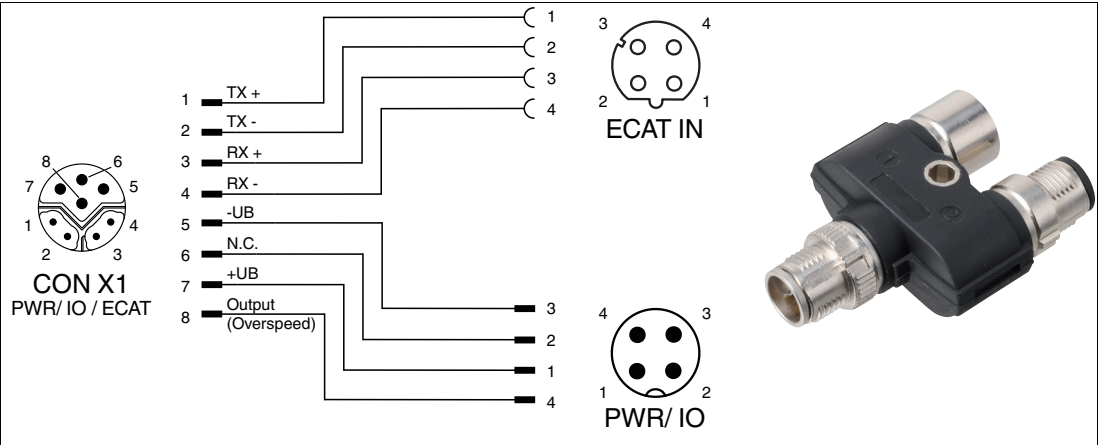 1
2
3
4
3 4
2 1
ECAT IN
1 TX +
2 TX -
3 RX +
4 RX -
5 -UB
6 N.C.
7 +UB
8 Output
(Overspeed)
8 6
7 5
1 4
2 3
CON X1
PWR/ IO / ECAT
3
2
1
4
4 3
1 2
PWR/ IO